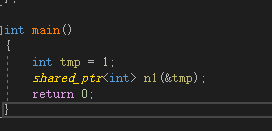 int main()
{
int tmp = 1;
shared_ptr<int> n1(&tmp);
return 0;
}